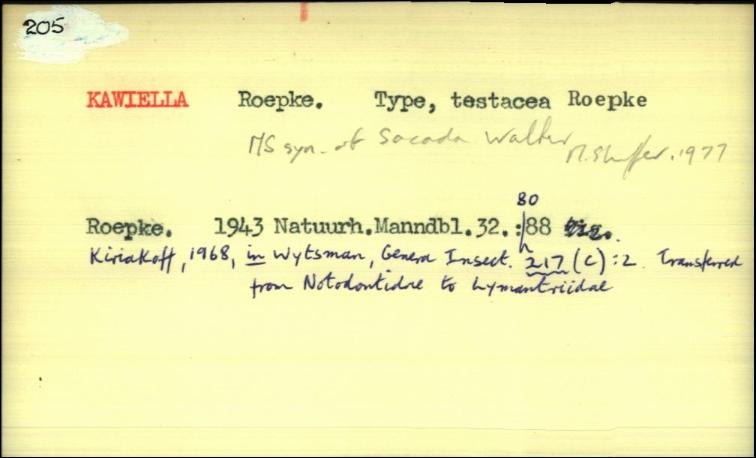 205
KAWIELLA Roepke. Type, testacea Roepke
MS syn. of Sacada Walker M. Shaffer. 1977
80
Roepke. 1943 Natuurh.Manndbl.32.:88
Kiriakoff, 1968, in Wytsman, Genera Insect. 217 (C):2. Transferred
from Notodontidae to Lymantriidae